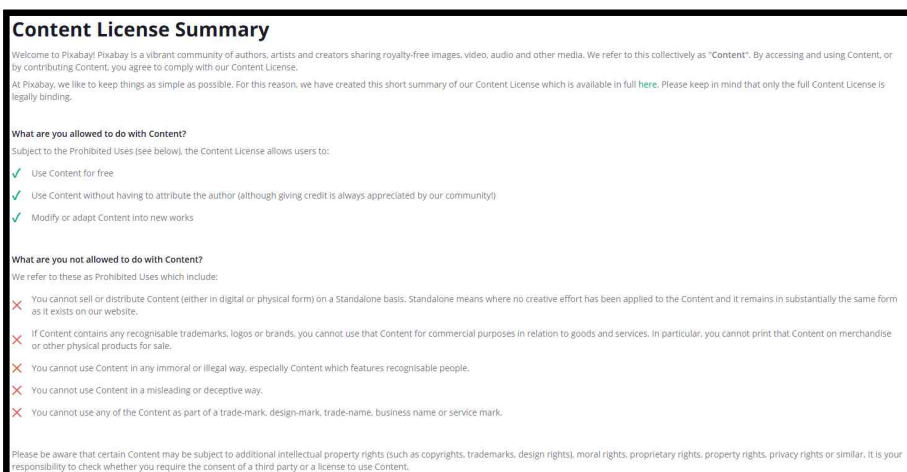 Content License Summary
Welcome to Pixabay! Pixabay is a vibrant community of authors, artists and creators sharing royalty-free images, video, audio and other media. We refer to this collectively as "Content". By accessing and using Content, or
by contributing Content, you agree to comply with our Content License.
At Pixabay, we like to keep things as simple as possible. For this reason, we have created this short summary of our Content License which is available in full here. Please keep in mind that only the full Content License is
legally binding.
What are you allowed to do with Content?
Subject to the Prohibited Uses (see below), the Content License allows users to:
Use Content for free
Use Content without having to attribute the author (although giving credit is always appreciated by our community!)
Modify or adapt Content into new works
What are you not allowed to do with Content?
We refer to these as Prohibited Uses which include:
You cannot sell or distribute Content (either in digital or physical form) on a Standalone basis. Standalone means where no creative effort has been applied to the Content and it remains in substantially the same form
as it exists on our website.
If Content contains any recognisable trademarks, logos or brands, you cannot use that Content for commercial purposes in relation to goods and services. In particular, you cannot print that Content on merchandise
or other physical products for sale.
You cannot use Content in any immoral or illegal way, especially Content which features recognisable people.
You cannot use Content in a misleading or deceptive way.
You cannot use any of the Content as part of a trade-mark, design-mark, trade-name, business name or service mark.
Please be aware that certain Content may be subject to additional intellectual property rights (such as copyrights, trademarks, design rights), moral rights, proprietary rights, property rights, privacy rights or similar. It is your
responsibility to check whether you require the consent of a third party or a license to use Content.